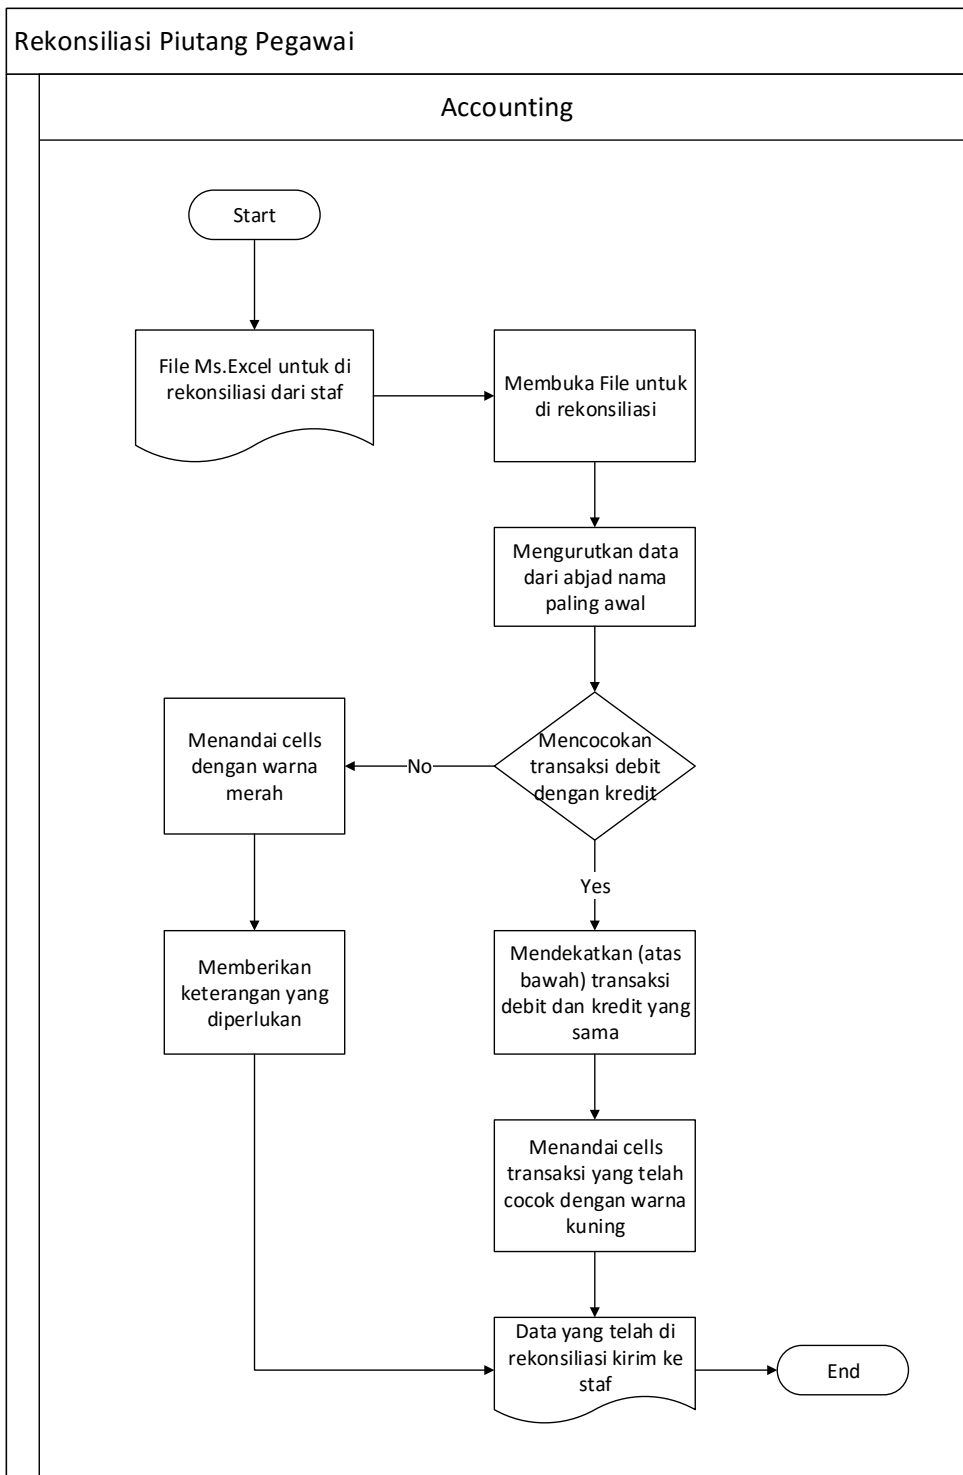 Rekonsiliasi Piutang Pegawai
Accounting
Start
File Ms.Excel untuk di
rekonsiliasi dari staf
Membuka File untuk
di rekonsiliasi
Mengurutkan data
dari abjad nama
paling awal
Mencocokan
transaksi debit
dengan kredit
No
Menandai cells
dengan warna
merah
Yes
Memberikan
keterangan yang
diperlukan
Mendekatkan (atas
bawah) transaksi
debit dan kredit yang
sama
Menandai cells
transaksi yang telah
cocok dengan warna
kuning
Data yang telah di
rekonsiliasi kirim ke
staf
End